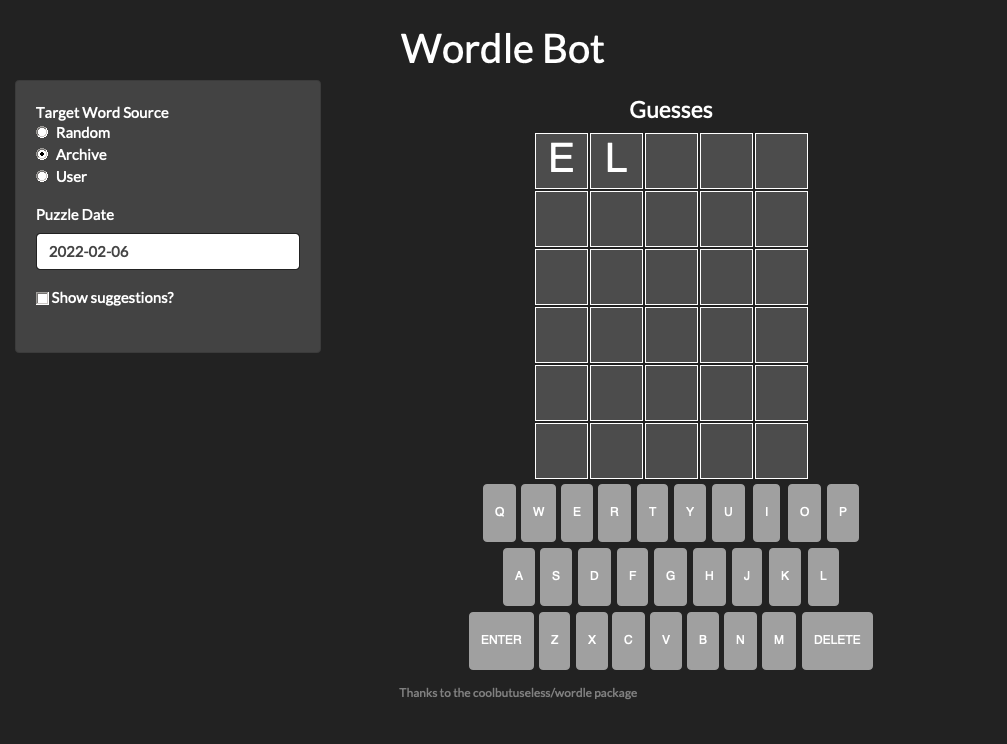 Wordle Bot
Target Word Source
Random
Archive
User
Puzzle Date
2022-02-06
Show suggestions?
Guesses
E L
Q W E R T Y U I O P
A S D F G H J K L
ENTER Z X C V B N M DELETE
Thanks to the coolbutuseless/wordle package